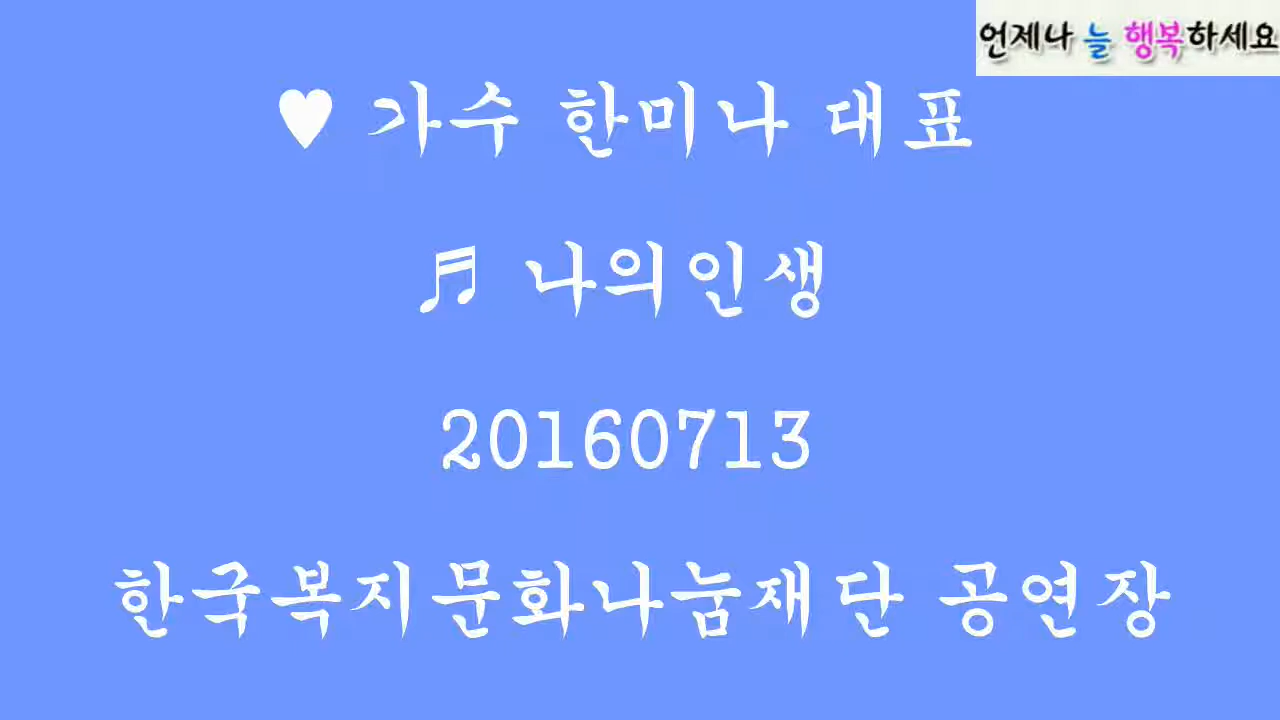 언제나 늘 행복하세요
♥ 가수 한미나 대표
♬ 나의인생
20160713
한국복지문화나눔재단 공연장